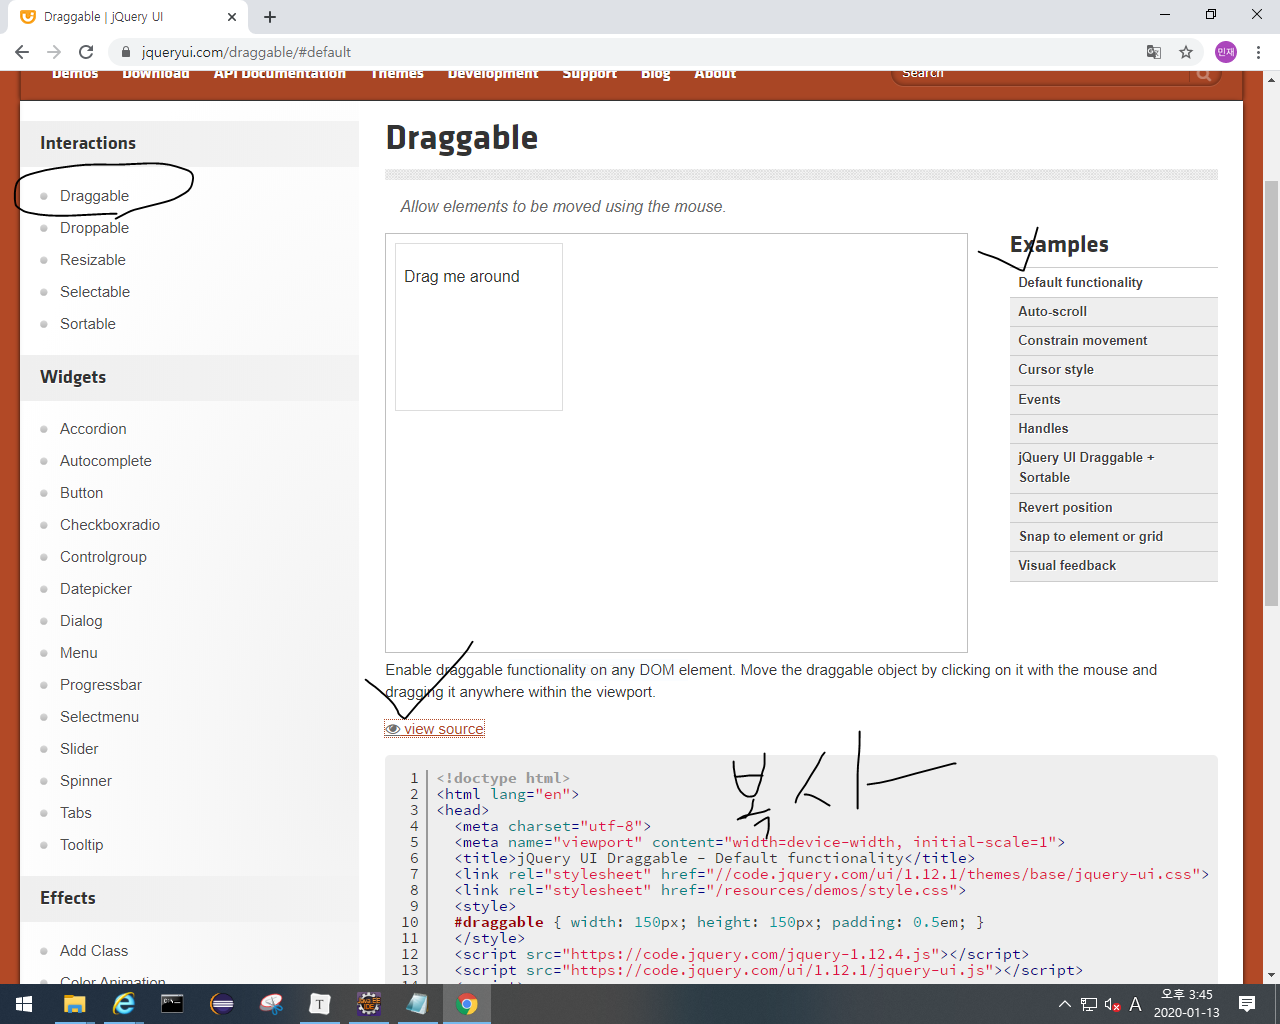 Draggable | jQuery UI
jqueryui.com/draggable/#default
민재
Demos Download API Documentation Themes Development Support Blog About
Search
Interactions
Draggable
Droppable
Resizable
Selectable
Sortable
Widgets
Accordion
Autocomplete
Button
Checkboxradio
Controlgroup
Datepicker
Dialog
Menu
Progressbar
Selectmenu
Slider
Spinner
Tabs
Tooltip
Effects
Add Class
Color Animation
Draggable
Allow elements to be moved using the mouse.
Drag me around
Examples
Default functionality
Auto-scroll
Constrain movement
Cursor style
Events
Handles
jQuery UI Draggable +
Sortable
Revert position
Snap to element or grid
Visual feedback
Enable draggable functionality on any DOM element. Move the draggable object by clicking on it with the mouse and
dragging it anywhere within the viewport.
view source
복사
1 <!doctype html>
2 <html lang="en">
3 <head>
4 <meta charset="utf-8">
5 <meta name="viewport" content="width=device-width, initial-scale=1">
6 <title>jQuery UI Draggable - Default functionality</title>
7 <link rel="stylesheet" href="//code.jquery.com/ui/1.12.1/themes/base/jquery-ui.css">
8 <link rel="stylesheet" href="/resources/demos/style.css">
9 <style>
10 #draggable { width: 150px; height: 150px; padding: 0.5em; }
11 </style>
12 <script src="https://code.jquery.com/jquery-1.12.4.js"></script>
13 <script src="https://code.jquery.com/ui/1.12.1/jquery-ui.js"></script>
A
오후 3:45
2020-01-13